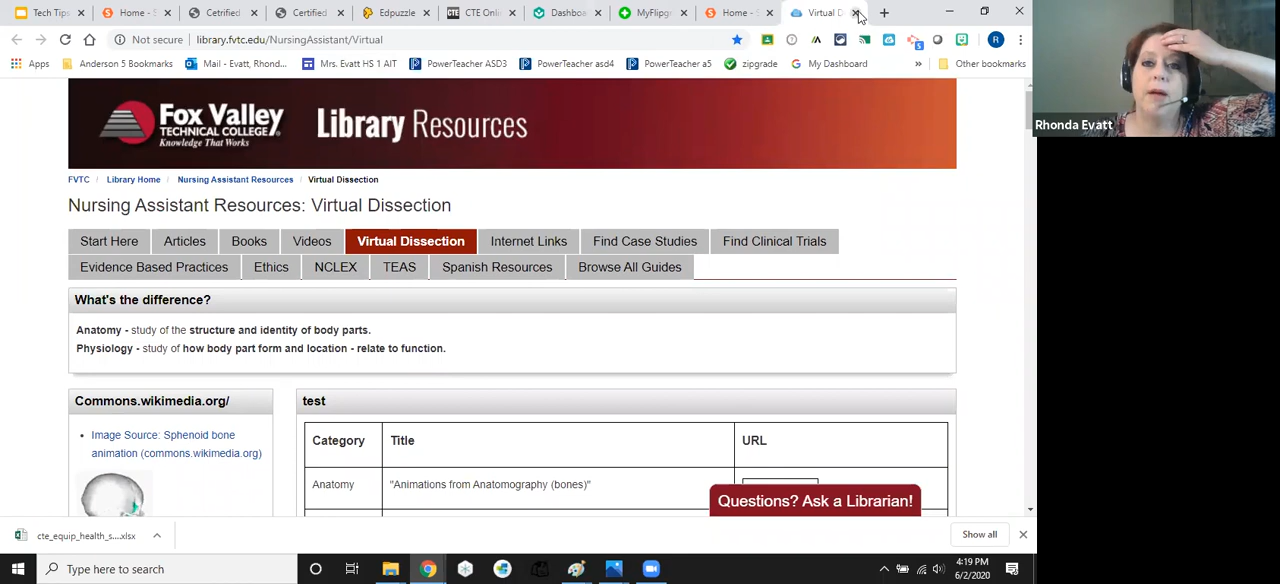 Tech Tips
Home - S
Cetrified
Certified
Edpuzzle
CTE Onli
Dashboa
MyFlipgr
Home - S
Virtual D
Not secure | library.fvtc.edu/NursingAssistant/Virtual
Apps
Anderson 5 Bookmarks
Mail - Evatt, Rhond...
Mrs. Evatt HS 1 AIT
PowerTeacher ASD3
PowerTeacher asd4
PowerTeacher a5
zipgrade
My Dashboard
»
Other bookmarks
Rhonda Evatt
Fox Valley
TECHNICAL COLLEGE
Knowledge That Works
Library Resources
FVTC / Library Home / Nursing Assistant Resources / Virtual Dissection
Nursing Assistant Resources: Virtual Dissection
Start Here
Articles
Books
Videos
Virtual Dissection
Internet Links
Find Case Studies
Find Clinical Trials
Evidence Based Practices
Ethics
NCLEX
TEAS
Spanish Resources
Browse All Guides
What's the difference?
Anatomy - study of the structure and identity of body parts.
Physiology - study of how body part form and location - relate to function.
Commons.wikimedia.org/
• Image Source: Sphenoid bone
animation (commons.wikimedia.org)
test
Category Title URL
Anatomy "Animations from Anatomography (bones)"
Questions? Ask a Librarian!
cte_equip_health_s....xlsx
Show all
Type here to search
4:19 PM
6/2/2020